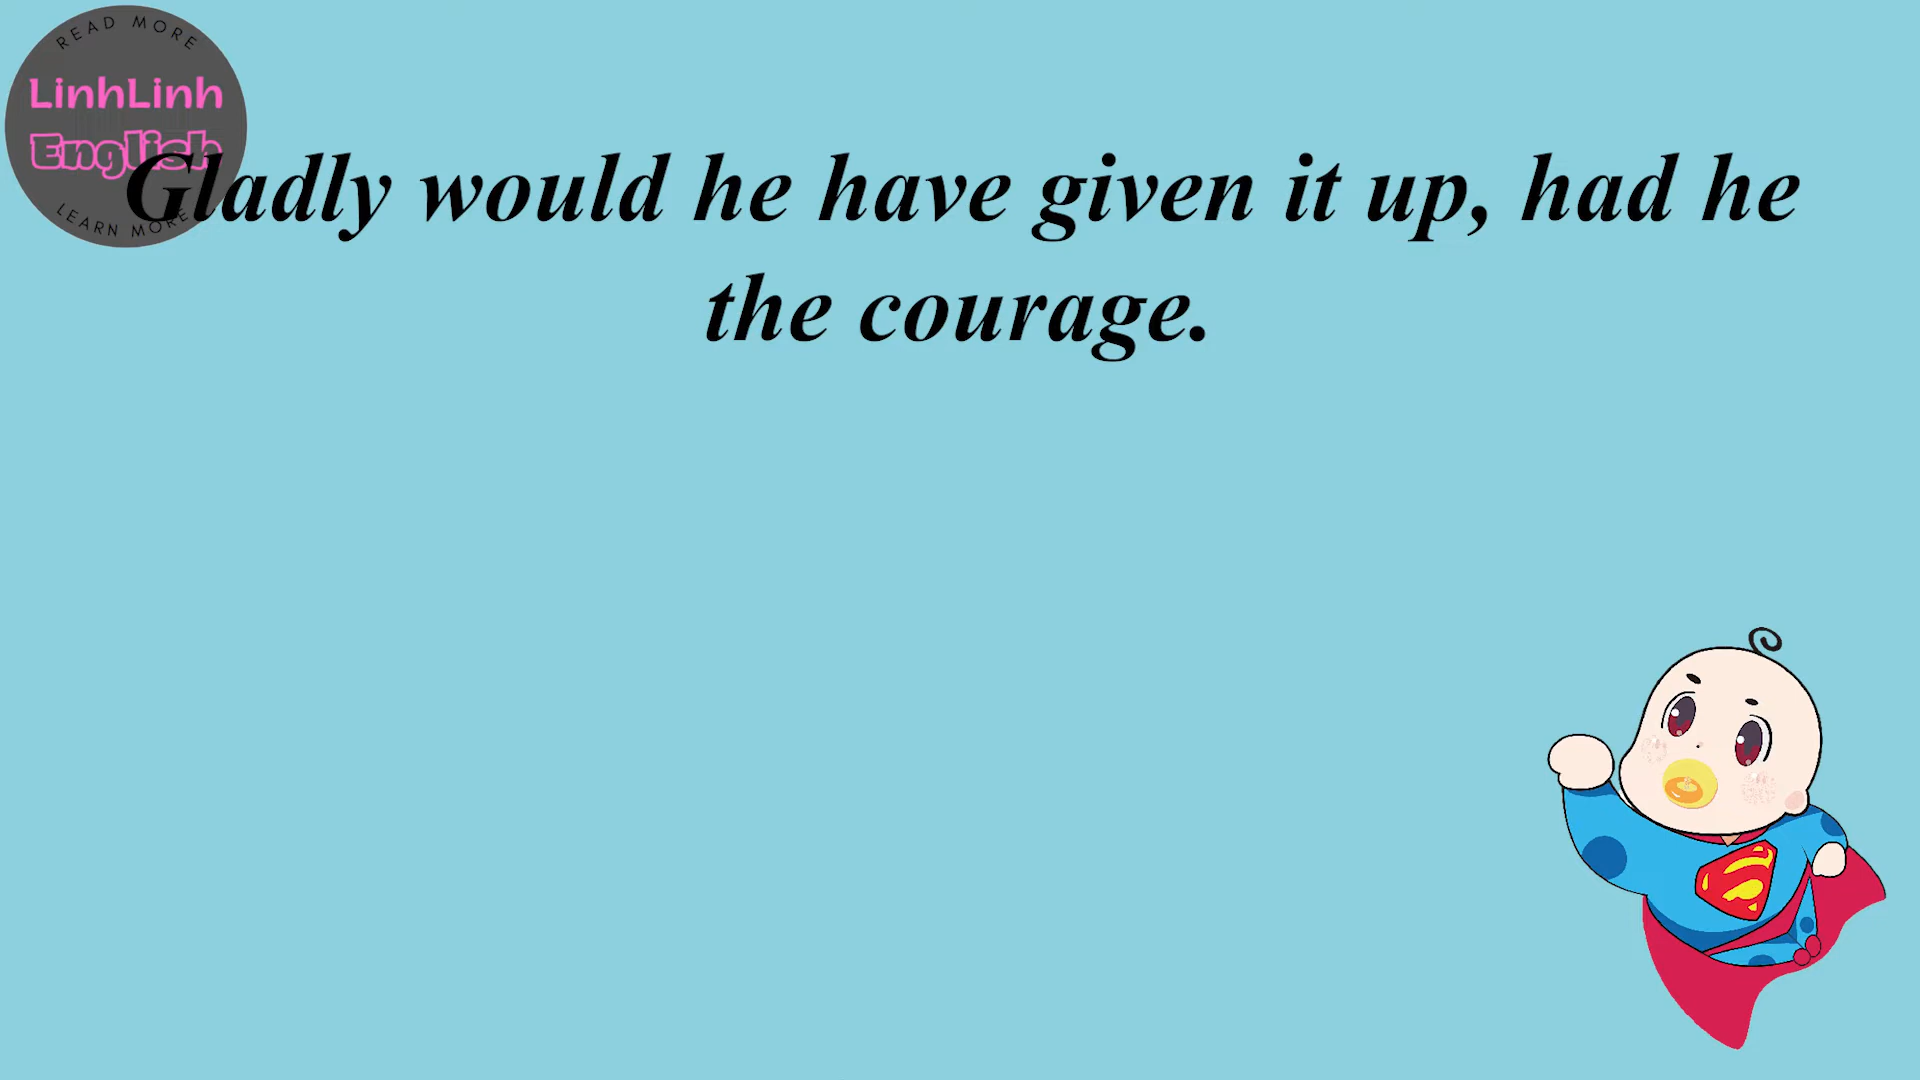 READ MORE
LinhLinh
English
LEARN MORE
Gladly would he have given it up, had he
the courage.